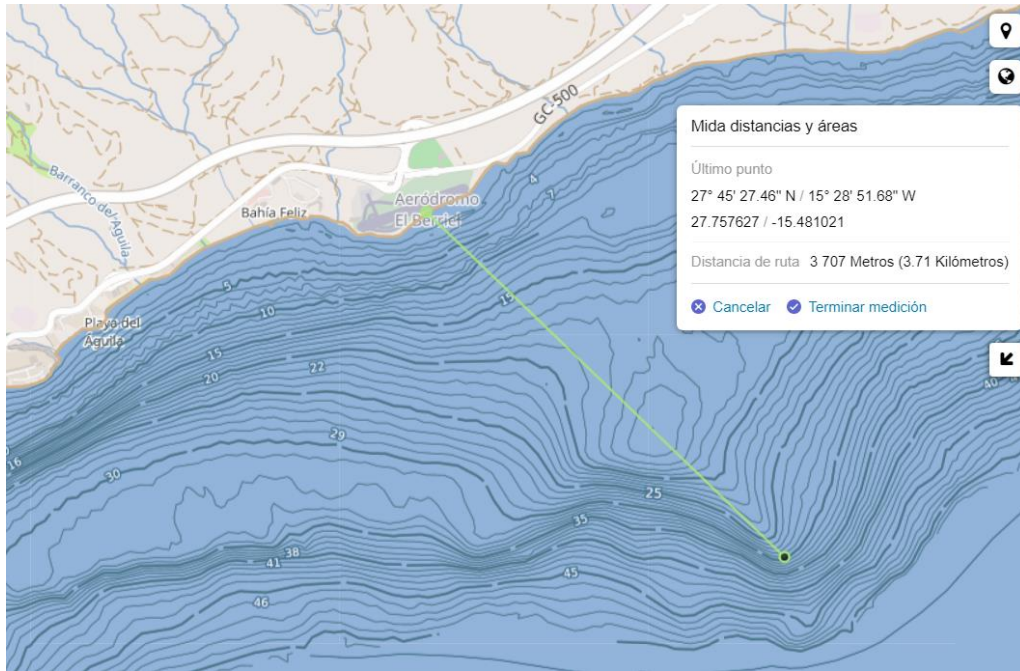 GC-500
Mida distancias y áreas
Último punto
27° 45' 27.46" N / 15° 28' 51.68" W
27.757627 / -15.481021
Distancia de ruta 3 707 Metros (3.71 Kilómetros)
Cancelar Terminar medición
Barranco del Aguila
Bahía Feliz
Aeródromo
El Berriel
Playa del
Aguila
4
7
5
10
15
15
20
22
25
29
30
16
35
38
41
45
46
40